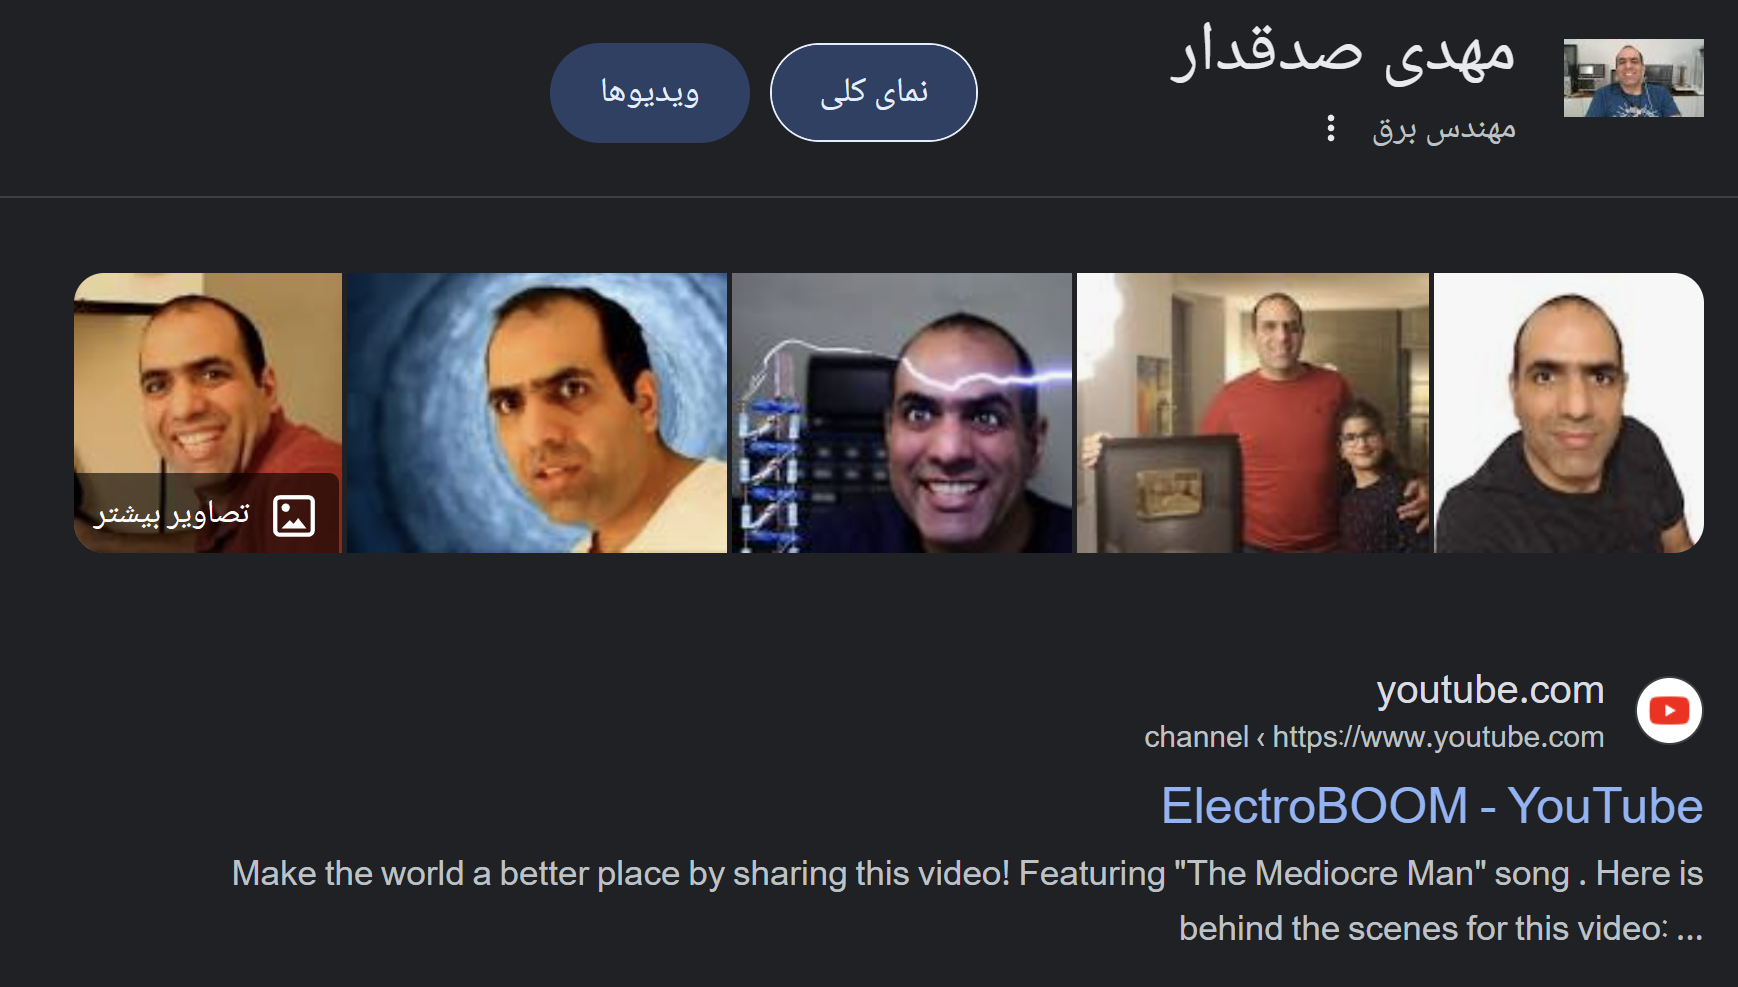 مهدی صدقدار
مهندس برق
نمای کلی
ویدیوها
تصاویر بیشتر
youtube.com
https://www.youtube.com › channel
ElectroBOOM - YouTube
Make the world a better place by sharing this video! Featuring "The Mediocre Man" song . Here is
behind the scenes for this video: ...